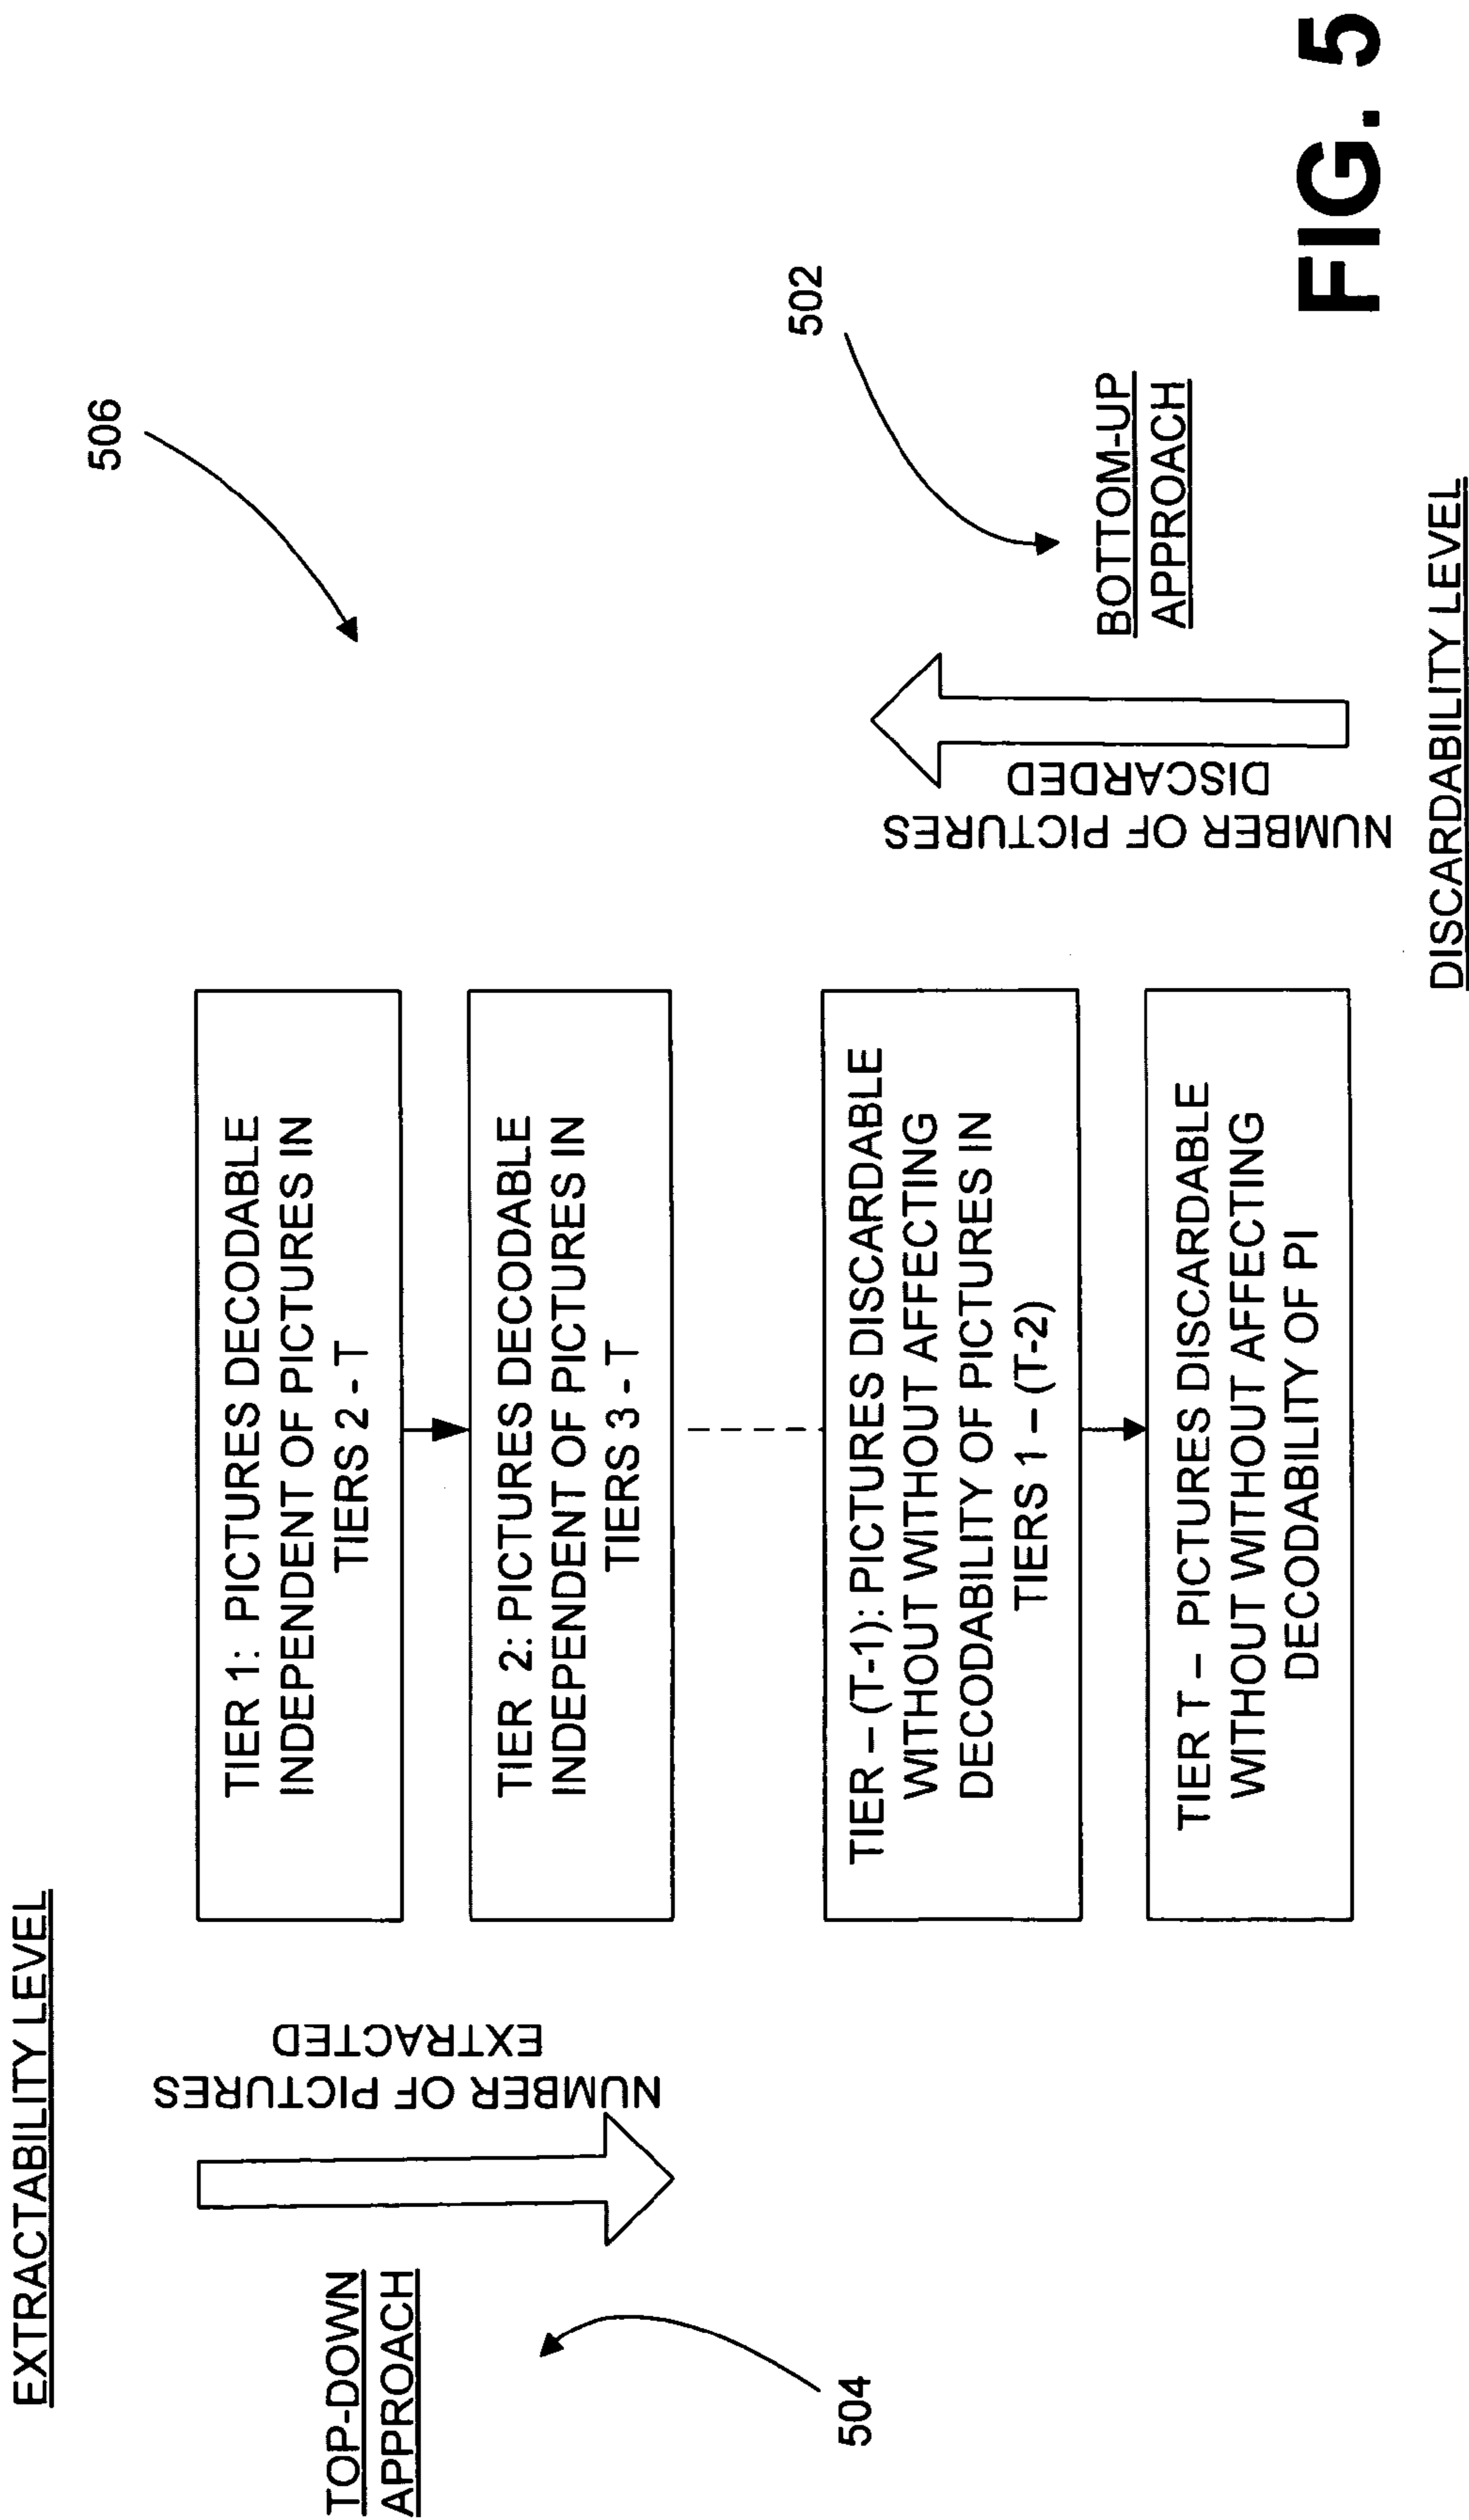 EXTRACTABILITY LEVEL
506
TOP-DOWN
APPROACH
NUMBER OF PICTURES
EXTRACTED
504
TIER 1: PICTURES DECODABLE
INDEPENDENT OF PICTURES IN
TIERS 2 - T
TIER 2: PICTURES DECODABLE
INDEPENDENT OF PICTURES IN
TIERS 3 - T
TIER – (T-1): PICTURES DISCARDABLE
WITHOUT WITHOUT AFFECTING
DECODABILITY OF PICTURES IN
TIERS 1 – (T-2)
TIER T – PICTURES DISCARDABLE
WITHOUT WITHOUT AFFECTING
DECODABILITY OF PI
502
NUMBER OF PICTURES
DISCARDED
BOTTOM-UP
APPROACH
DISCARDABILITY LEVEL
FIG. 5